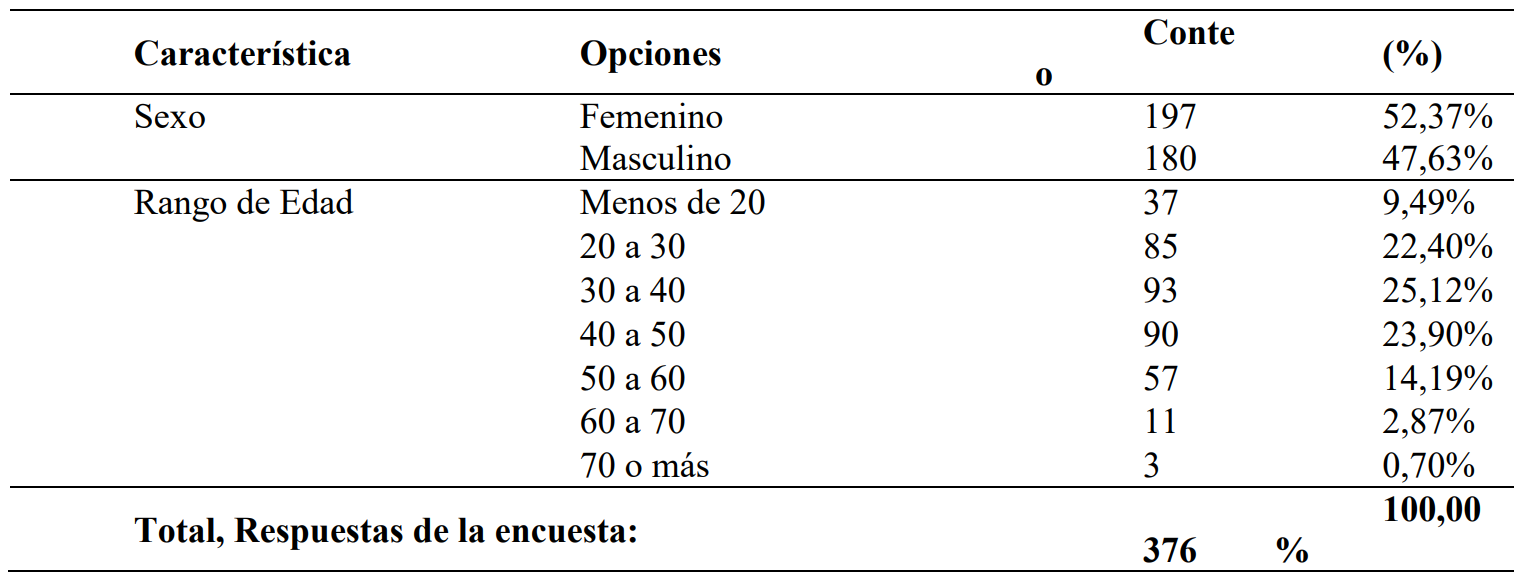 Característica Opciones Conteo (%)
Sexo Femenino 197 52,37%
Masculino 180 47,63%
Rango de Edad Menos de 20 37 9,49%
20 a 30 85 22,40%
30 a 40 93 25,12%
40 a 50 90 23,90%
50 a 60 57 14,19%
60 a 70 11 2,87%
70 o más 3 0,70%
Total, Respuestas de la encuesta: 376 100,00%